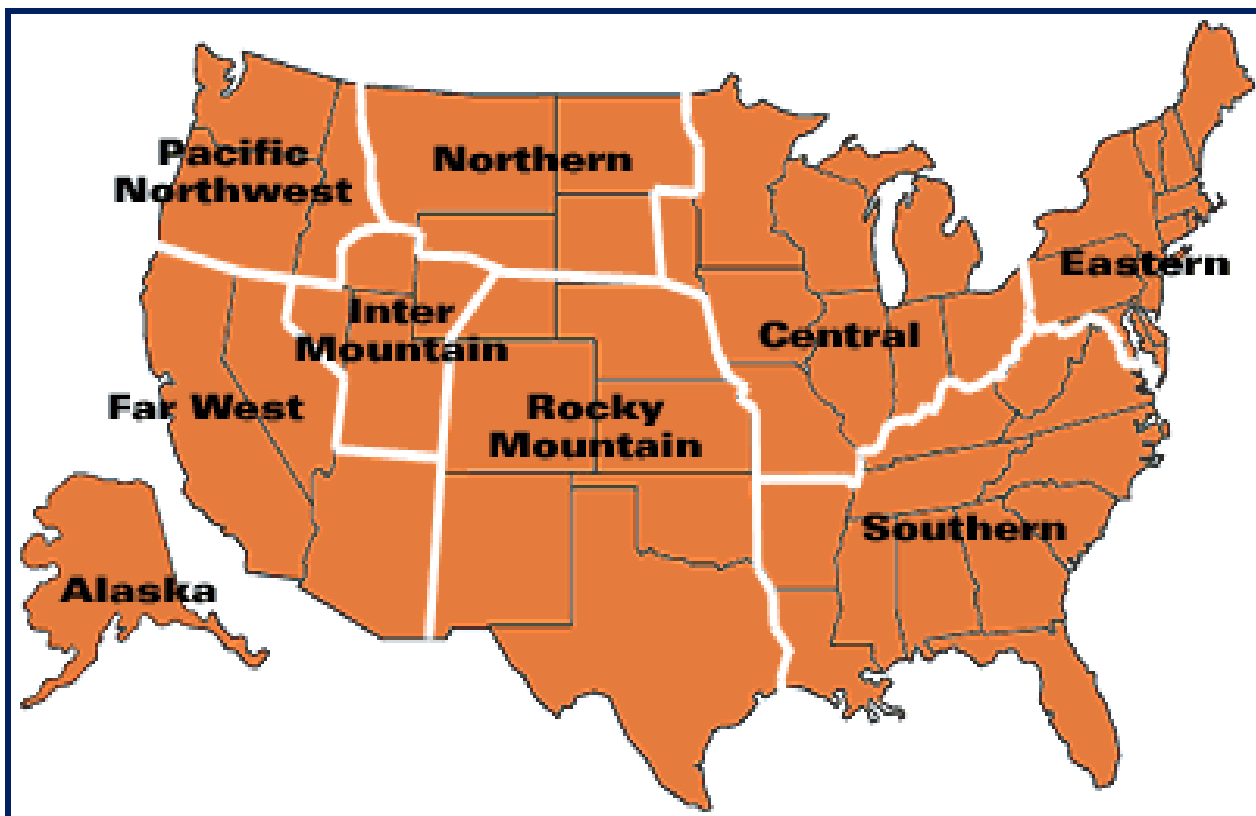 Pacific
Northwest
Northern
Eastern
Inter
Mountain
Central
Far West
Rocky
Mountain
Southern
Alaska